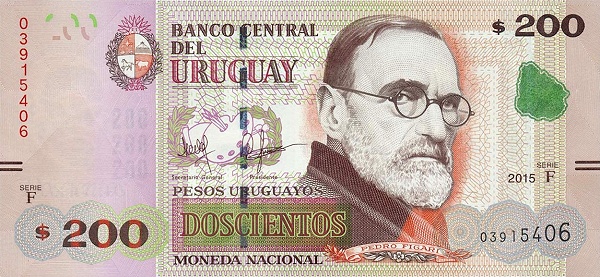 BANCO CENTRAL
DEL
URUGUAY
$ 200
03915406
Secretario General
Presidente
SERIE
F
PESOS URUGUAYOS
2015
SERIE
F
$ 200
DOSCIENTOS
MONEDA NACIONAL
PEDRO FIGARI
03915406